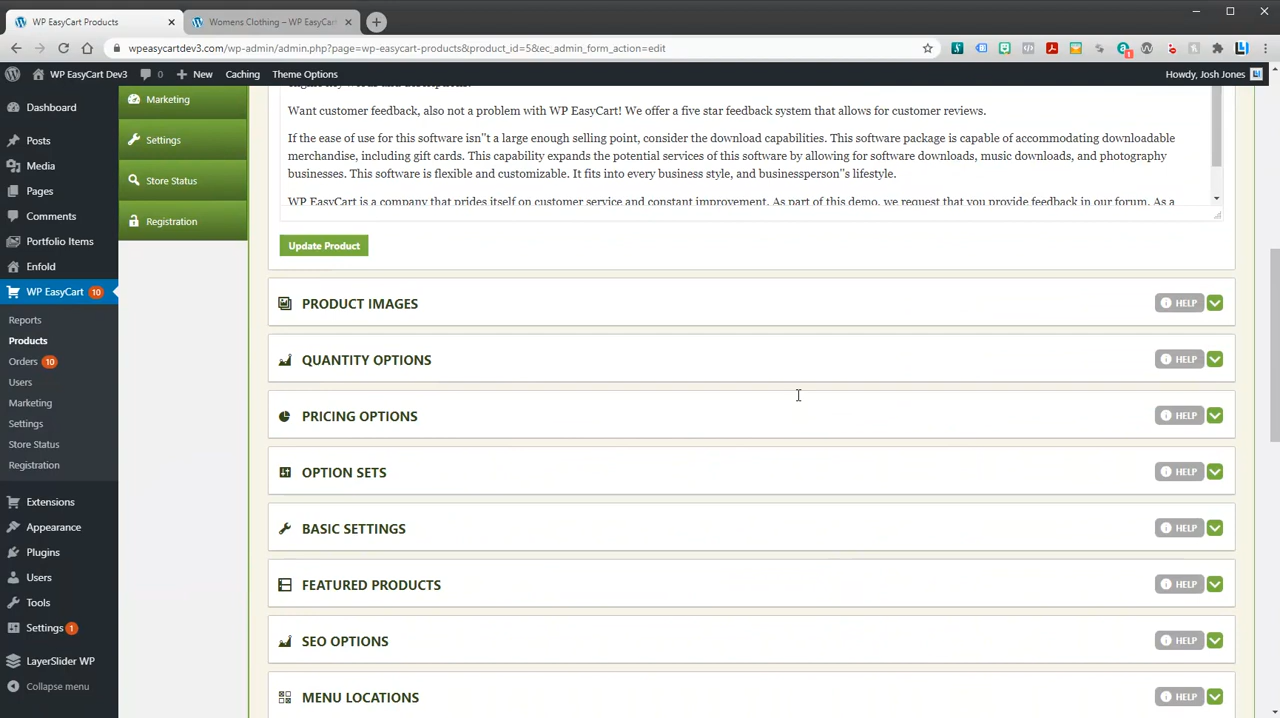 WP EasyCart Products
Womens Clothing – WP EasyCart
wpeasycartdev3.com/wp-admin/admin.php?page=wp-easycart-products&product_id=5&ec_admin_form_action=edit
WP EasyCart Dev3 0 New Caching Theme Options Howdy, Josh Jones
Dashboard
Posts
Media
Pages
Comments
Portfolio Items
Enfold
WP EasyCart 10
Reports
Products
Orders 10
Users
Marketing
Settings
Store Status
Registration
Extensions
Appearance
Plugins
Users
Tools
Settings 1
LayerSlider WP
Collapse menu
Marketing
Settings
Store Status
Registration
Want customer feedback, also not a problem with WP EasyCart! We offer a five star feedback system that allows for customer reviews.
If the ease of use for this software isn''t a large enough selling point, consider the download capabilities. This software package is capable of accommodating downloadable
merchandise, including gift cards. This capability expands the potential services of this software by allowing for software downloads, music downloads, and photography
businesses. This software is flexible and customizable. It fits into every business style, and businessperson''s lifestyle.
WP EasyCart is a company that prides itself on customer service and constant improvement. As part of this demo, we request that you provide feedback in our forum. As a
Update Product
PRODUCT IMAGES HELP
QUANTITY OPTIONS HELP
PRICING OPTIONS HELP
OPTION SETS HELP
BASIC SETTINGS HELP
FEATURED PRODUCTS HELP
SEO OPTIONS HELP
MENU LOCATIONS HELP